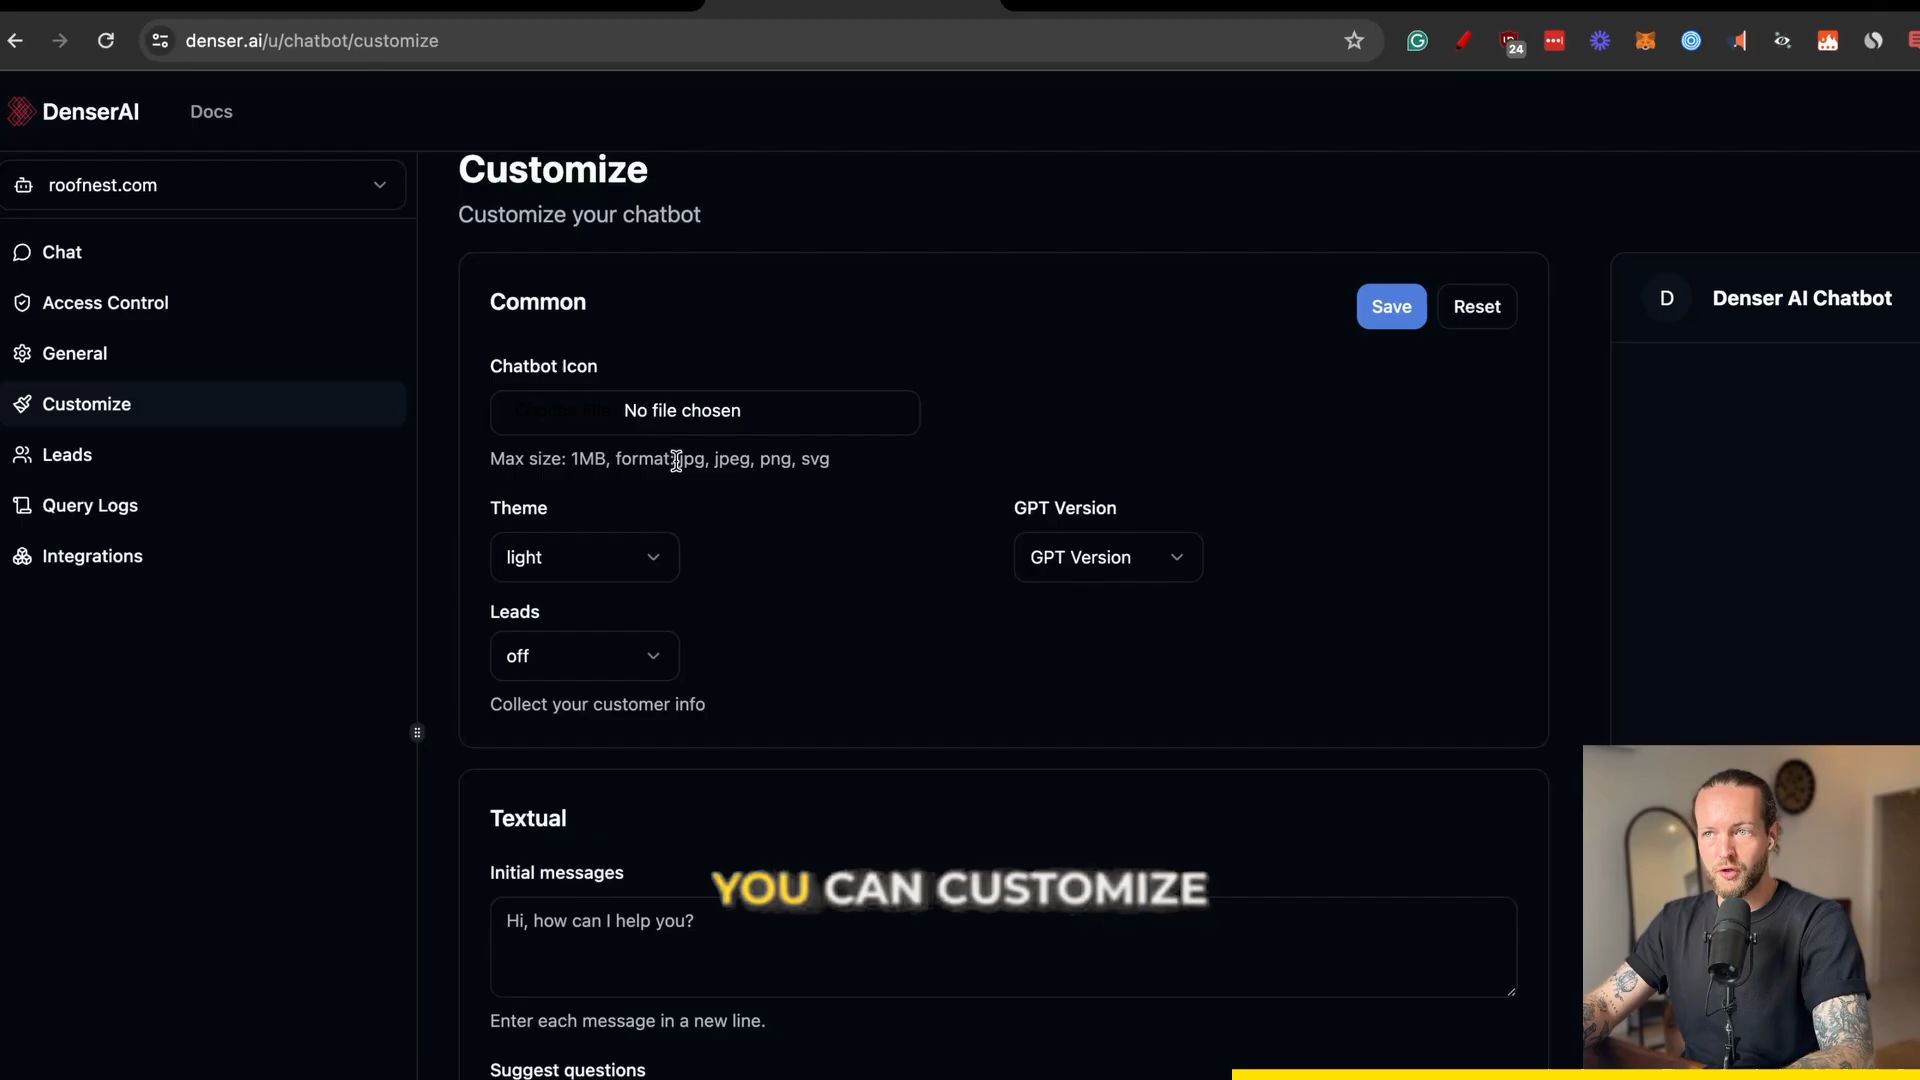 denser.ai/u/chatbot/customize
24
DenserAI
Docs
roofnest.com
Chat
Access Control
General
Customize
Leads
Query Logs
Integrations
Customize
Customize your chatbot
Common
Save
Reset
Chatbot Icon
No file chosen
Max size: 1MB, format: jpg, jpeg, png, svg
Theme
GPT Version
light
GPT Version
Leads
off
Collect your customer info
Textual
Initial messages
YOU CAN CUSTOMIZE
Hi, how can I help you?
Enter each message in a new line.
Suggest questions
D
Denser AI Chatbot